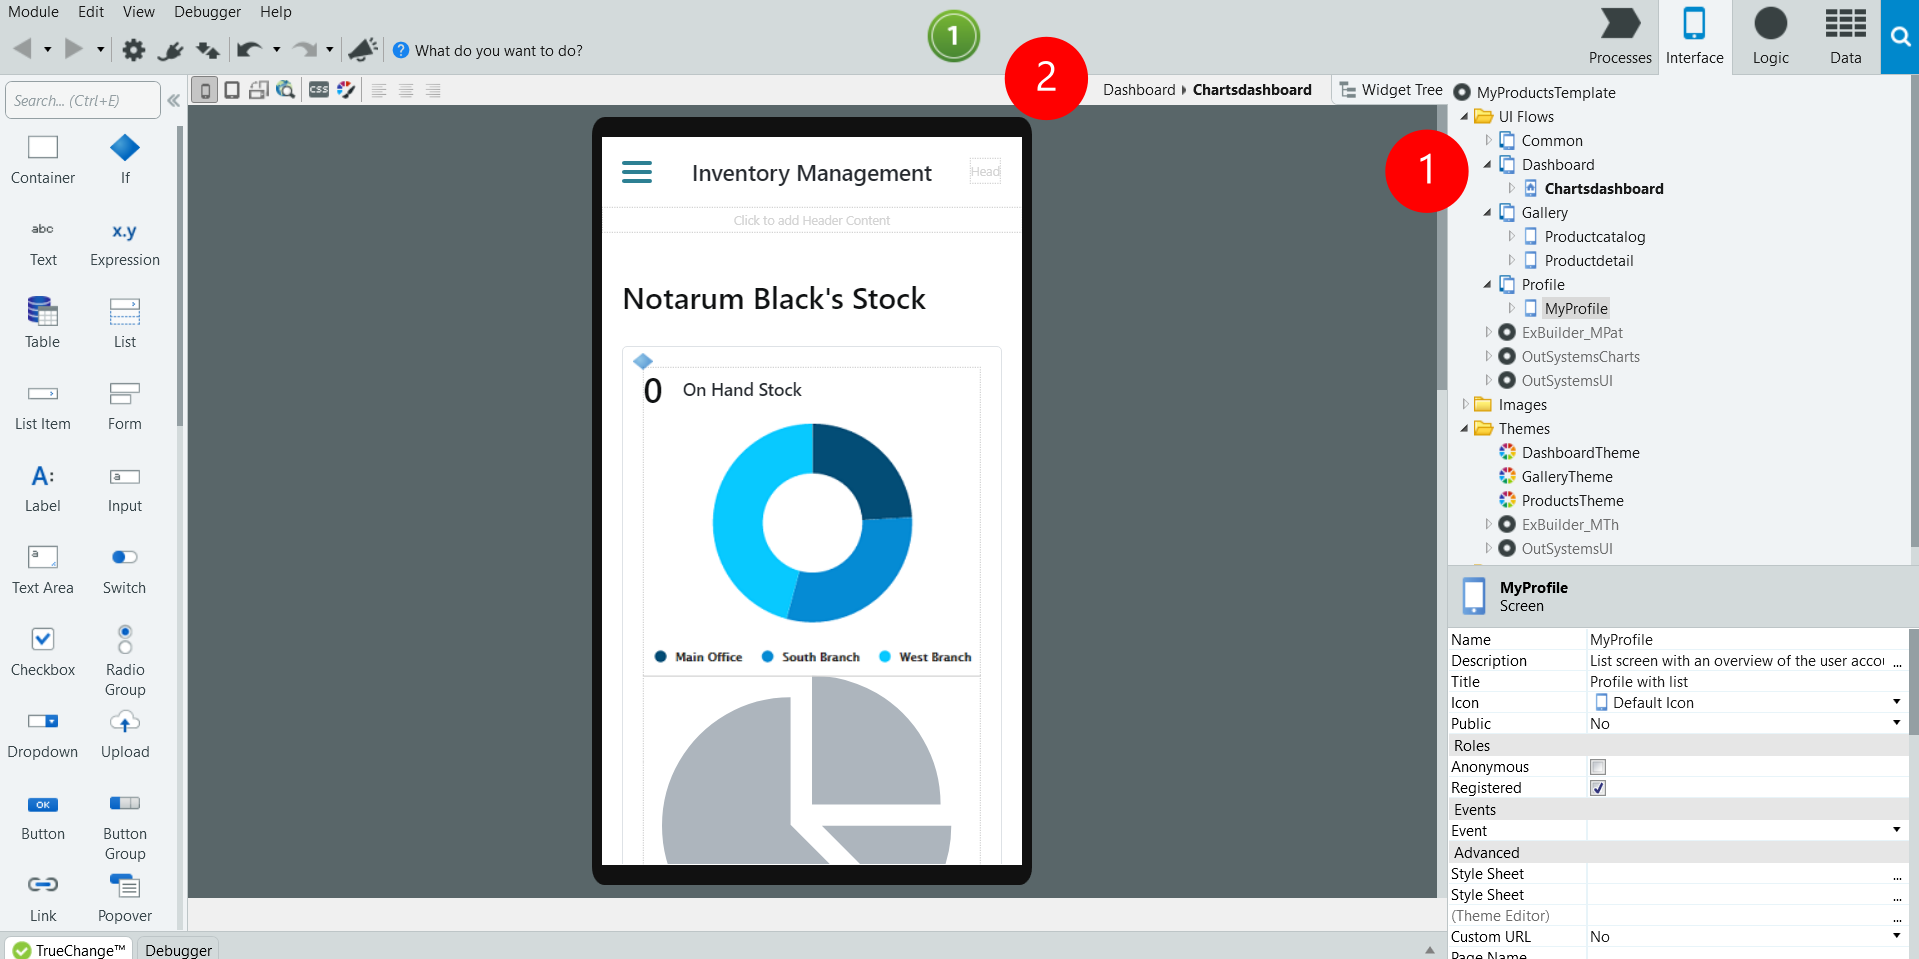 Module Edit View Debugger Help
What do you want to do?
1
2
1
Processes
Interface
Logic
Data
Search... (Ctrl+E)
css
Dashboard Chartsdashboard
Widget Tree
Container
If
abc
Text
x.y
Expression
Table
List
List Item
Form
A:
Label
a
Input
a
Text Area
Switch
Checkbox
Radio
Group
Dropdown
Upload
OK
Button
Button
Group
Link
Popover
Inventory Management
Head
Click to add Header Content
Notarum Black's Stock
0 On Hand Stock
Main Office
South Branch
West Branch
MyProductsTemplate
UI Flows
Common
Dashboard
Chartsdashboard
Gallery
Productcatalog
Productdetail
Profile
MyProfile
ExBuilder_MPat
OutSystemsCharts
OutSystemsUI
Images
Themes
DashboardTheme
GalleryTheme
ProductsTheme
ExBuilder_MTh
OutSystemsUI
MyProfile
Screen
Name MyProfile
Description List screen with an overview of the user accou ...
Title Profile with list
Icon Default Icon
Public No
Roles
Anonymous
Registered
Events
Event
Advanced
Style Sheet ...
Style Sheet ...
(Theme Editor) ...
Custom URL No
Page Name
TrueChange™ Debugger